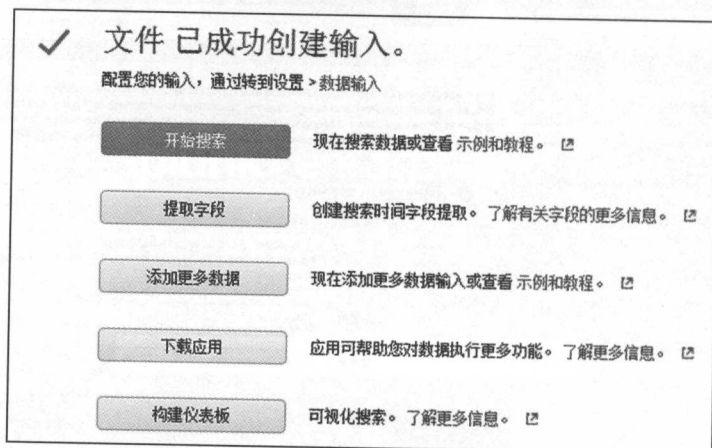 文件 已成功创建输入。
配置您的输入，通过转到设置 > 数据输入
开始搜索 现在搜索数据或查看 示例和教程。
提取字段 创建搜索时间字段提取。 了解有关字段的更多信息。
添加更多数据 现在添加更多数据输入或查看 示例和教程。
下载应用 应用可帮助您对数据执行更多功能。 了解更多信息。
构建仪表板 可视化搜索。 了解更多信息。